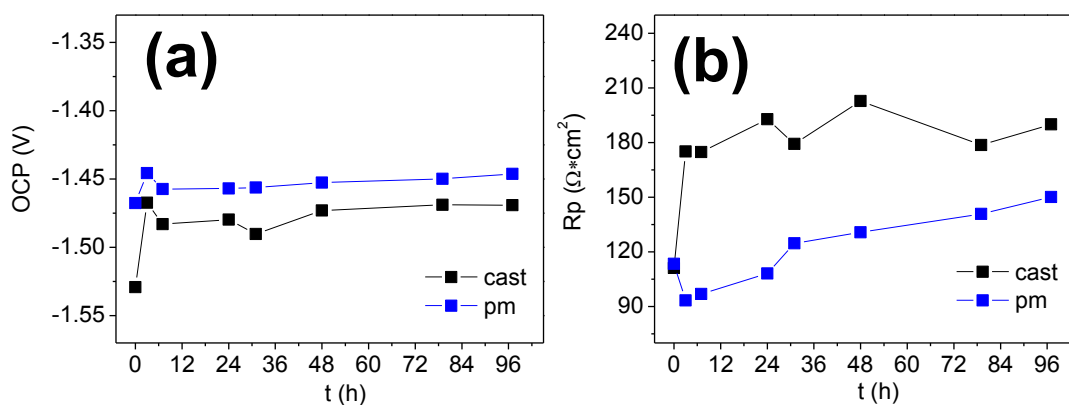 (a)
OCP (V)
-1.35
-1.40
-1.45
-1.50
-1.55
cast
pm
0 12 24 36 48 60 72 84 96
t (h)
(b)
Rp (Ω*cm²)
240
210
180
150
120
90
cast
pm
0 12 24 36 48 60 72 84 96
t (h)